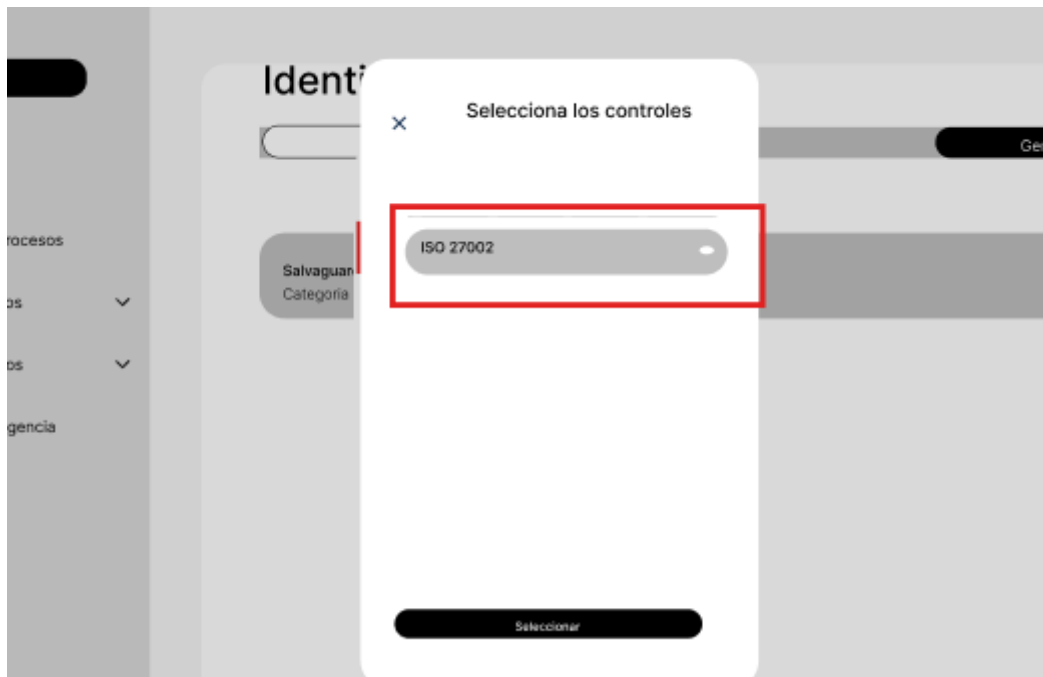 Identi
Selecciona los controles
Ge
rocesos
ISO 27002
Salvaguar
Categoria
os
os
gencia
Seleccionar